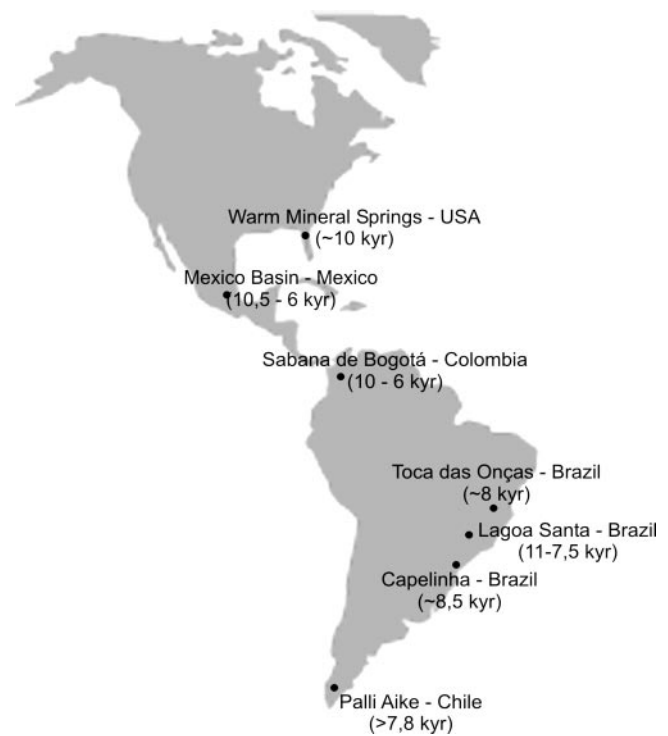 Warm Mineral Springs - USA
(~10 kyr)
Mexico Basin - Mexico
(10,5 - 6 kyr)
Sabana de Bogotá - Colombia
(10 - 6 kyr)
Toca das Onças - Brazil
(~8 kyr)
Lagoa Santa - Brazil
(11-7,5 kyr)
Capelinha - Brazil
(~8,5 kyr)
Palli Aike - Chile
(>7,8 kyr)